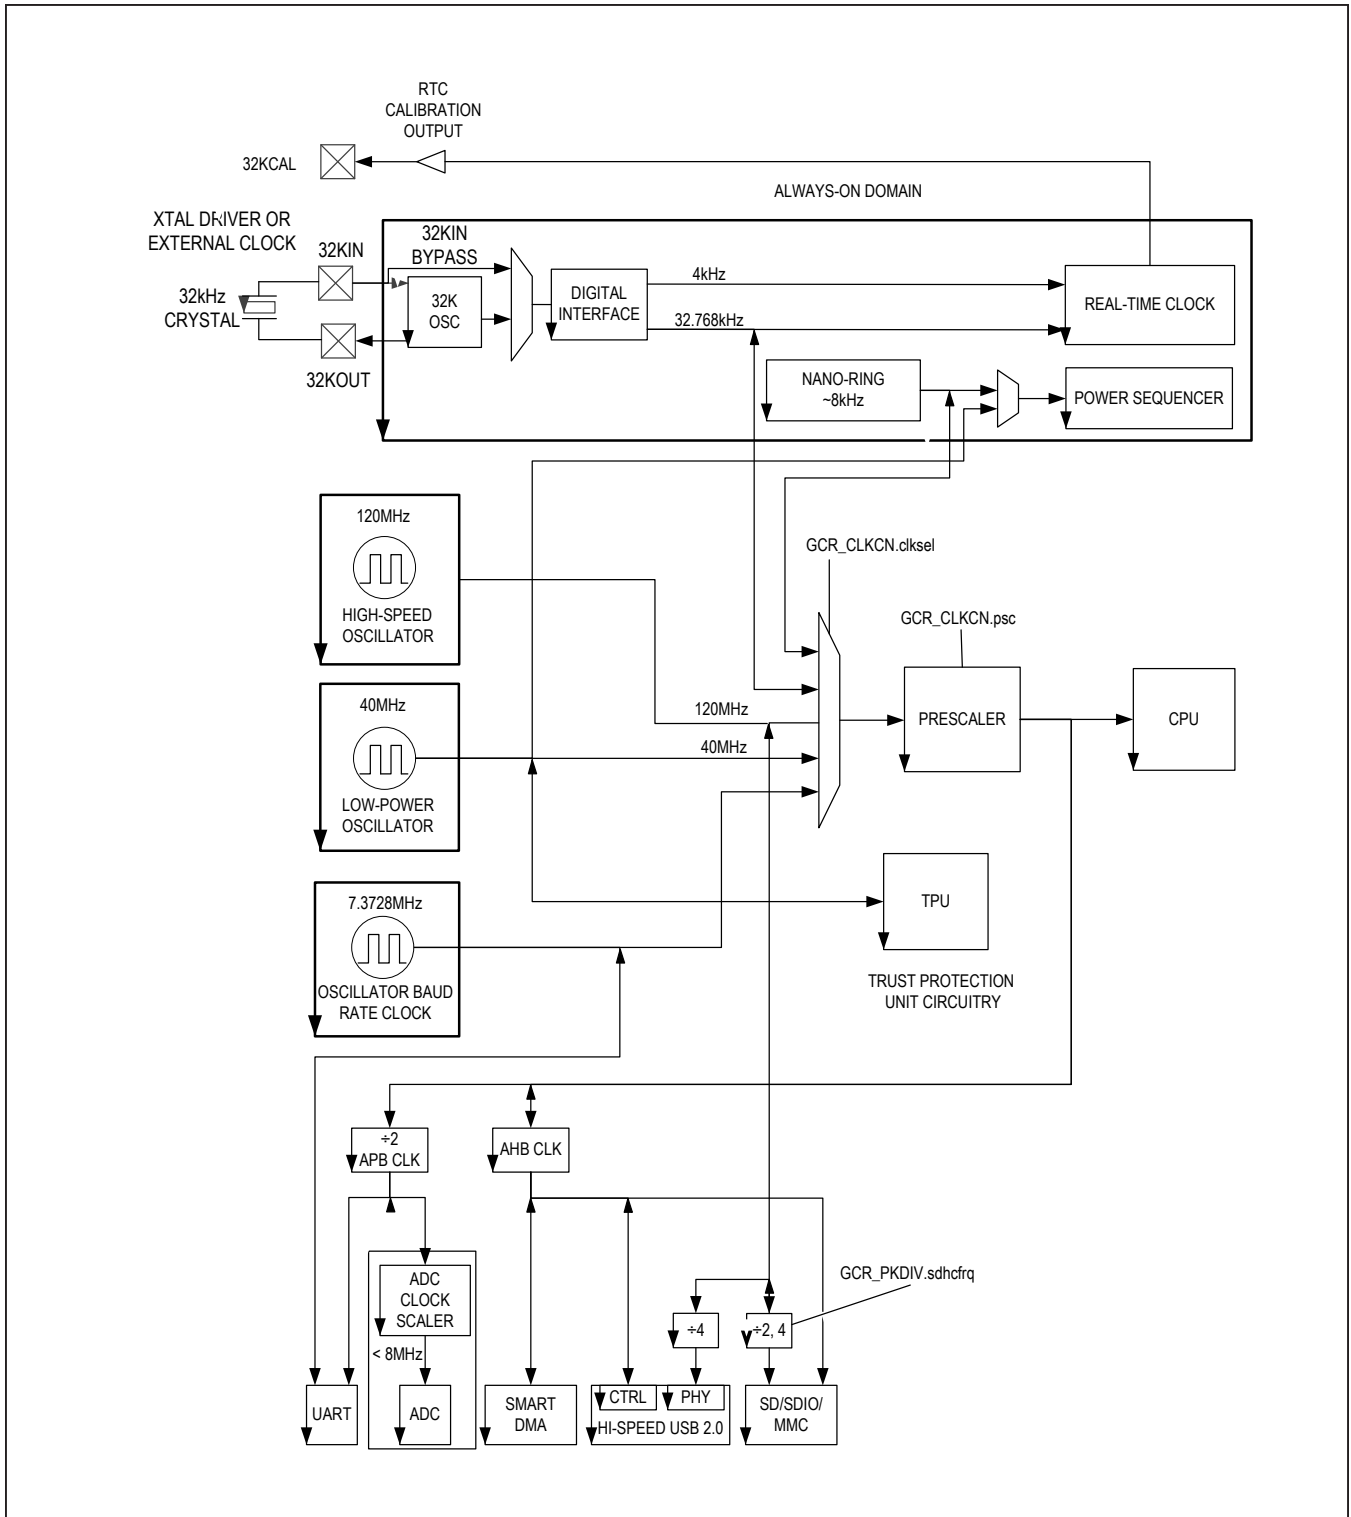 RTC
CALIBRATION
OUTPUT
32KCAL
ALWAYS-ON DOMAIN
XTAL DRIVER OR
EXTERNAL CLOCK
32KIN
32KIN
BYPASS
32kHz
CRYSTAL
32K
OSC
DIGITAL
INTERFACE
4kHz
32.768kHz
REAL-TIME CLOCK
32KOUT
NANO-RING
~8kHz
POWER SEQUENCER
120MHz
HIGH-SPEED
OSCILLATOR
GCR_CLKCN.clksel
GCR_CLKCN.psc
40MHz
LOW-POWER
OSCILLATOR
120MHz
40MHz
PRESCALER
CPU
7.3728MHz
OSCILLATOR BAUD
RATE CLOCK
TPU
TRUST PROTECTION
UNIT CIRCUITRY
÷2
APB CLK
AHB CLK
ADC
CLOCK
SCALER
< 8MHz
GCR_PKDIV.sdhcfrq
÷4
÷2, 4
UART
ADC
SMART
DMA
CTRL
PHY
HI-SPEED USB 2.0
SD/SDIO/
MMC